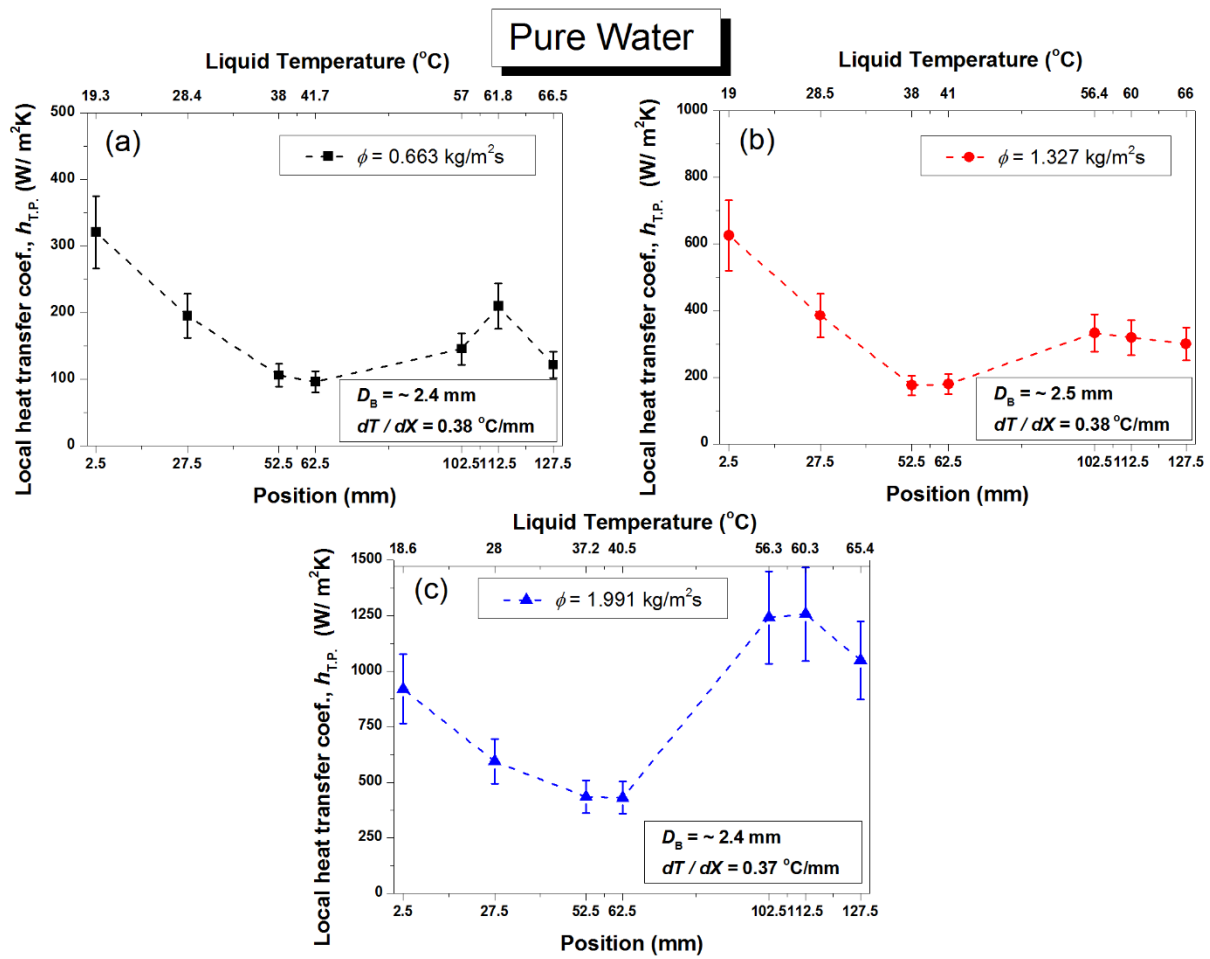 Pure Water
Liquid Temperature (°C)
19.3 28.4 38 41.7 57 61.8 66.5
500
400
300
200
100
0
Local heat transfer coef., h_T.P. (W/ m²K)
(a)
ϕ = 0.663 kg/m²s
D_B = ~ 2.4 mm
dT / dX = 0.38 °C/mm
2.5 27.5 52.5 62.5 102.5 112.5 127.5
Position (mm)
Liquid Temperature (°C)
19 28.5 38 41 56.4 60 66
1000
800
600
400
200
0
Local heat transfer coef., h_T.P. (W/ m²K)
(b)
ϕ = 1.327 kg/m²s
D_B = ~ 2.5 mm
dT / dX = 0.38 °C/mm
2.5 27.5 52.5 62.5 102.5 112.5 127.5
Position (mm)
Liquid Temperature (°C)
18.6 28 37.2 40.5 56.3 60.3 65.4
1500
1250
1000
750
500
250
0
Local heat transfer coef., h_T.P. (W/ m²K)
(c)
ϕ = 1.991 kg/m²s
D_B = ~ 2.4 mm
dT / dX = 0.37 °C/mm
2.5 27.5 52.5 62.5 102.5 112.5 127.5
Position (mm)